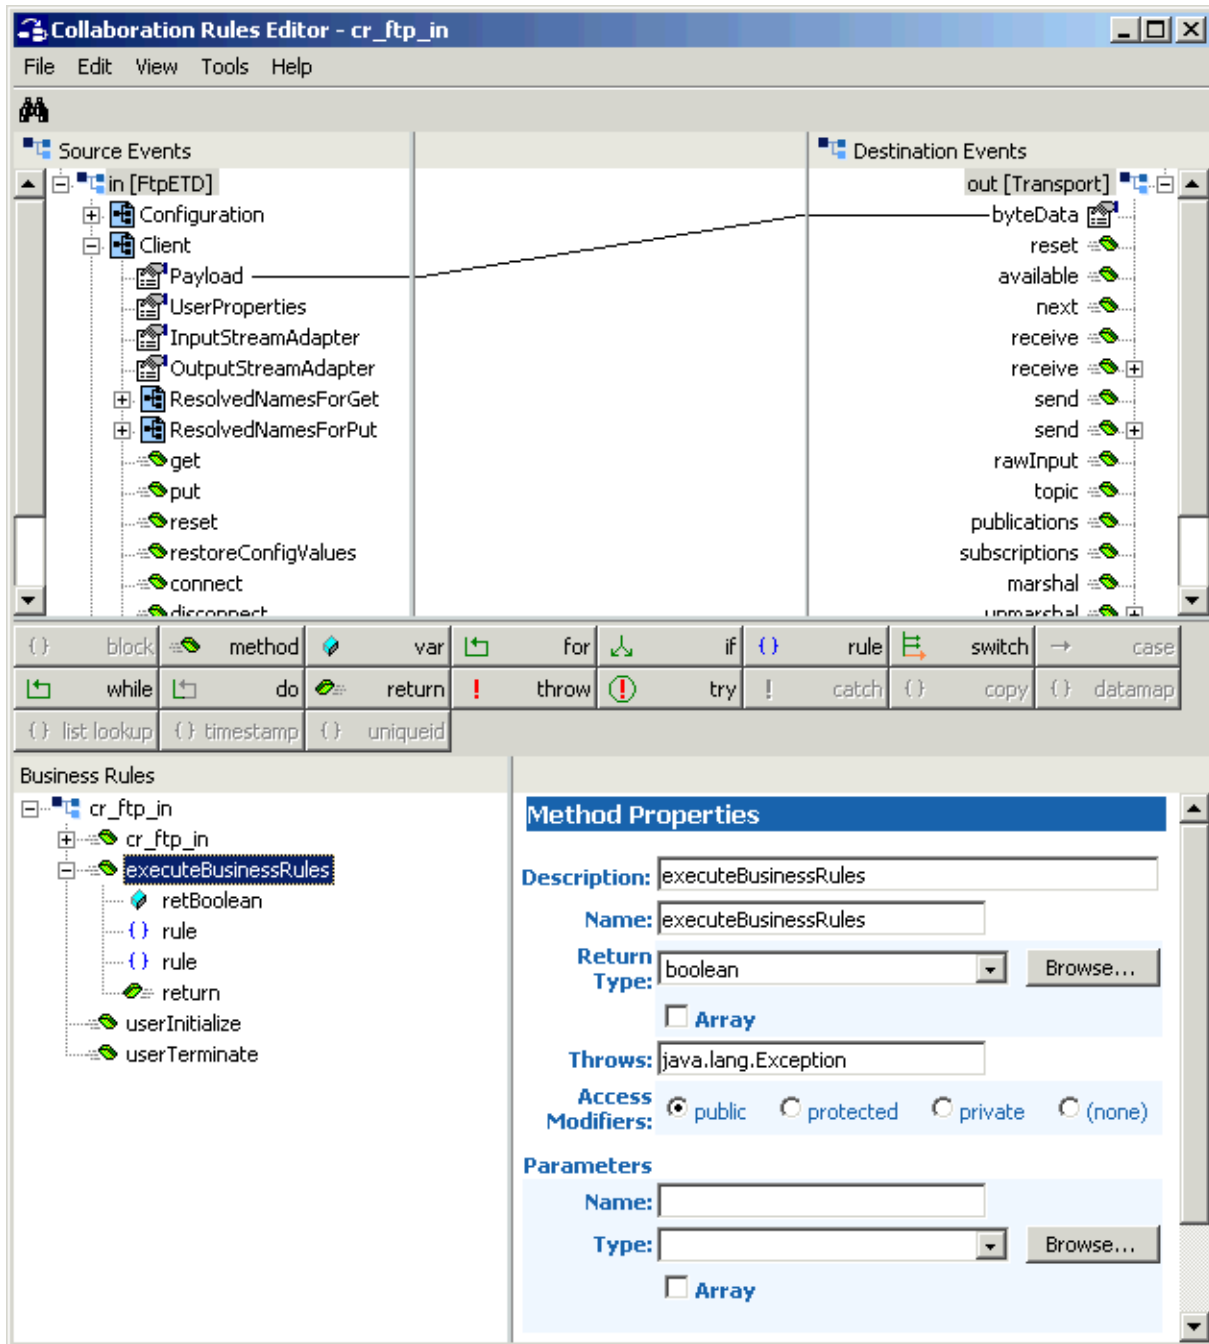 Collaboration Rules Editor - cr_ftp_in
File Edit View Tools Help
Source Events
Destination Events
in [FtpETD]
out [Transport]
Configuration
byteData
Client
reset
Payload
available
UserProperties
next
InputStreamAdapter
receive
OutputStreamAdapter
receive
ResolvedNamesForGet
send
ResolvedNamesForPut
send
get
rawInput
put
topic
reset
publications
restoreConfigValues
subscriptions
connect
marshal
disconnect
unmarshal
block method var for if rule switch case
while do return throw try catch copy datamap
list lookup timestamp uniqueid
Business Rules
cr_ftp_in
cr_ftp_in
executeBusinessRules
retBoolean
rule
rule
return
userInitialize
userTerminate
Method Properties
Description: executeBusinessRules
Name: executeBusinessRules
Return Type: boolean Browse...
Array
Throws: java.lang.Exception
Access Modifiers: public protected private (none)
Parameters
Name:
Type: Browse...
Array